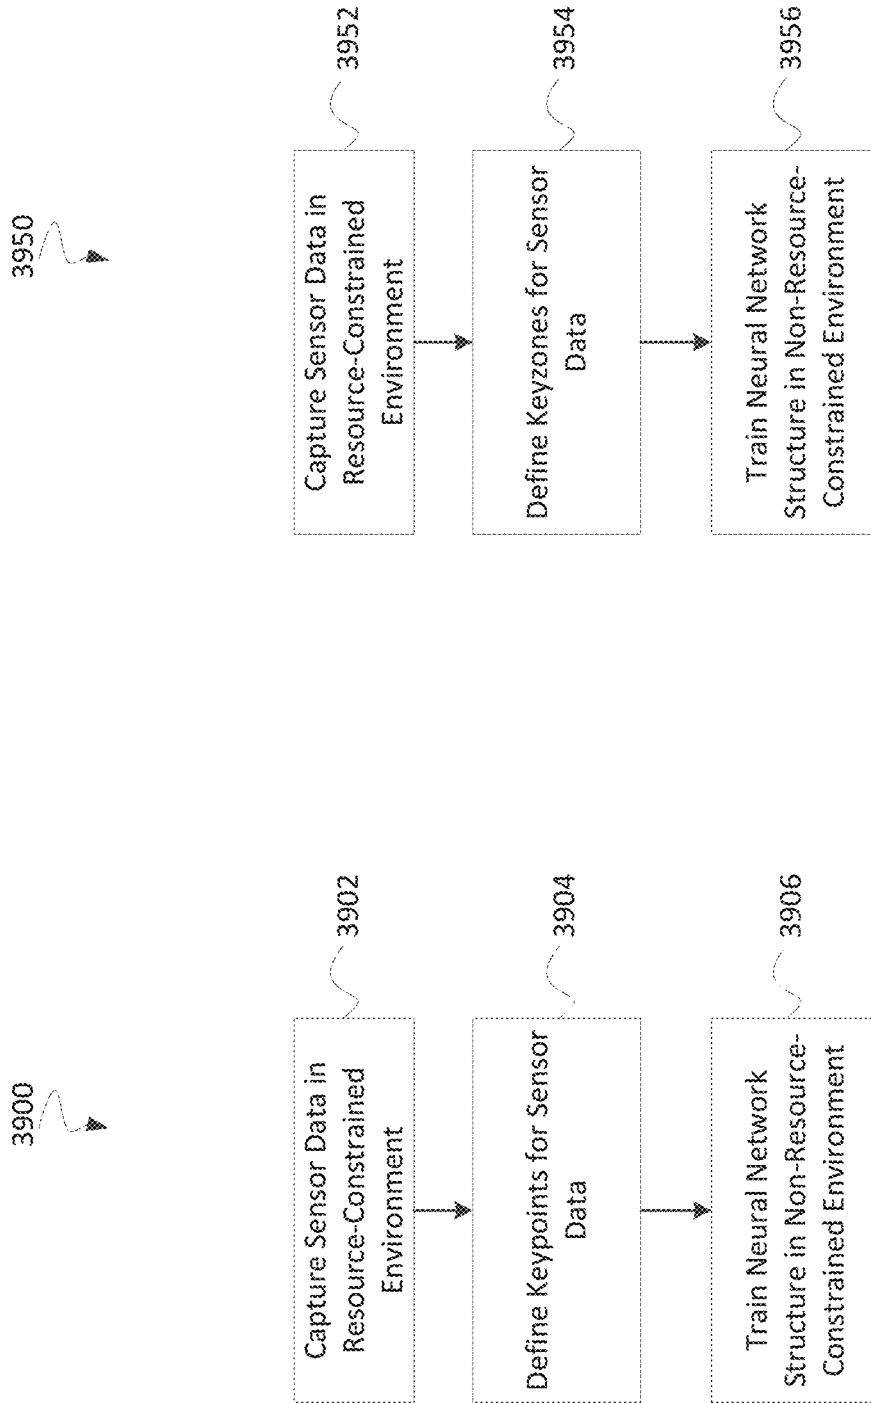 3900
Capture Sensor Data in
Resource-Constrained
Environment
3902
Define Keypoints for Sensor
Data
3904
Train Neural Network
Structure in Non-Resource-
Constrained Environment
3906
3950
Capture Sensor Data in
Resource-Constrained
Environment
3952
Define Keyzones for Sensor
Data
3954
Train Neural Network
Structure in Non-Resource-
Constrained Environment
3956